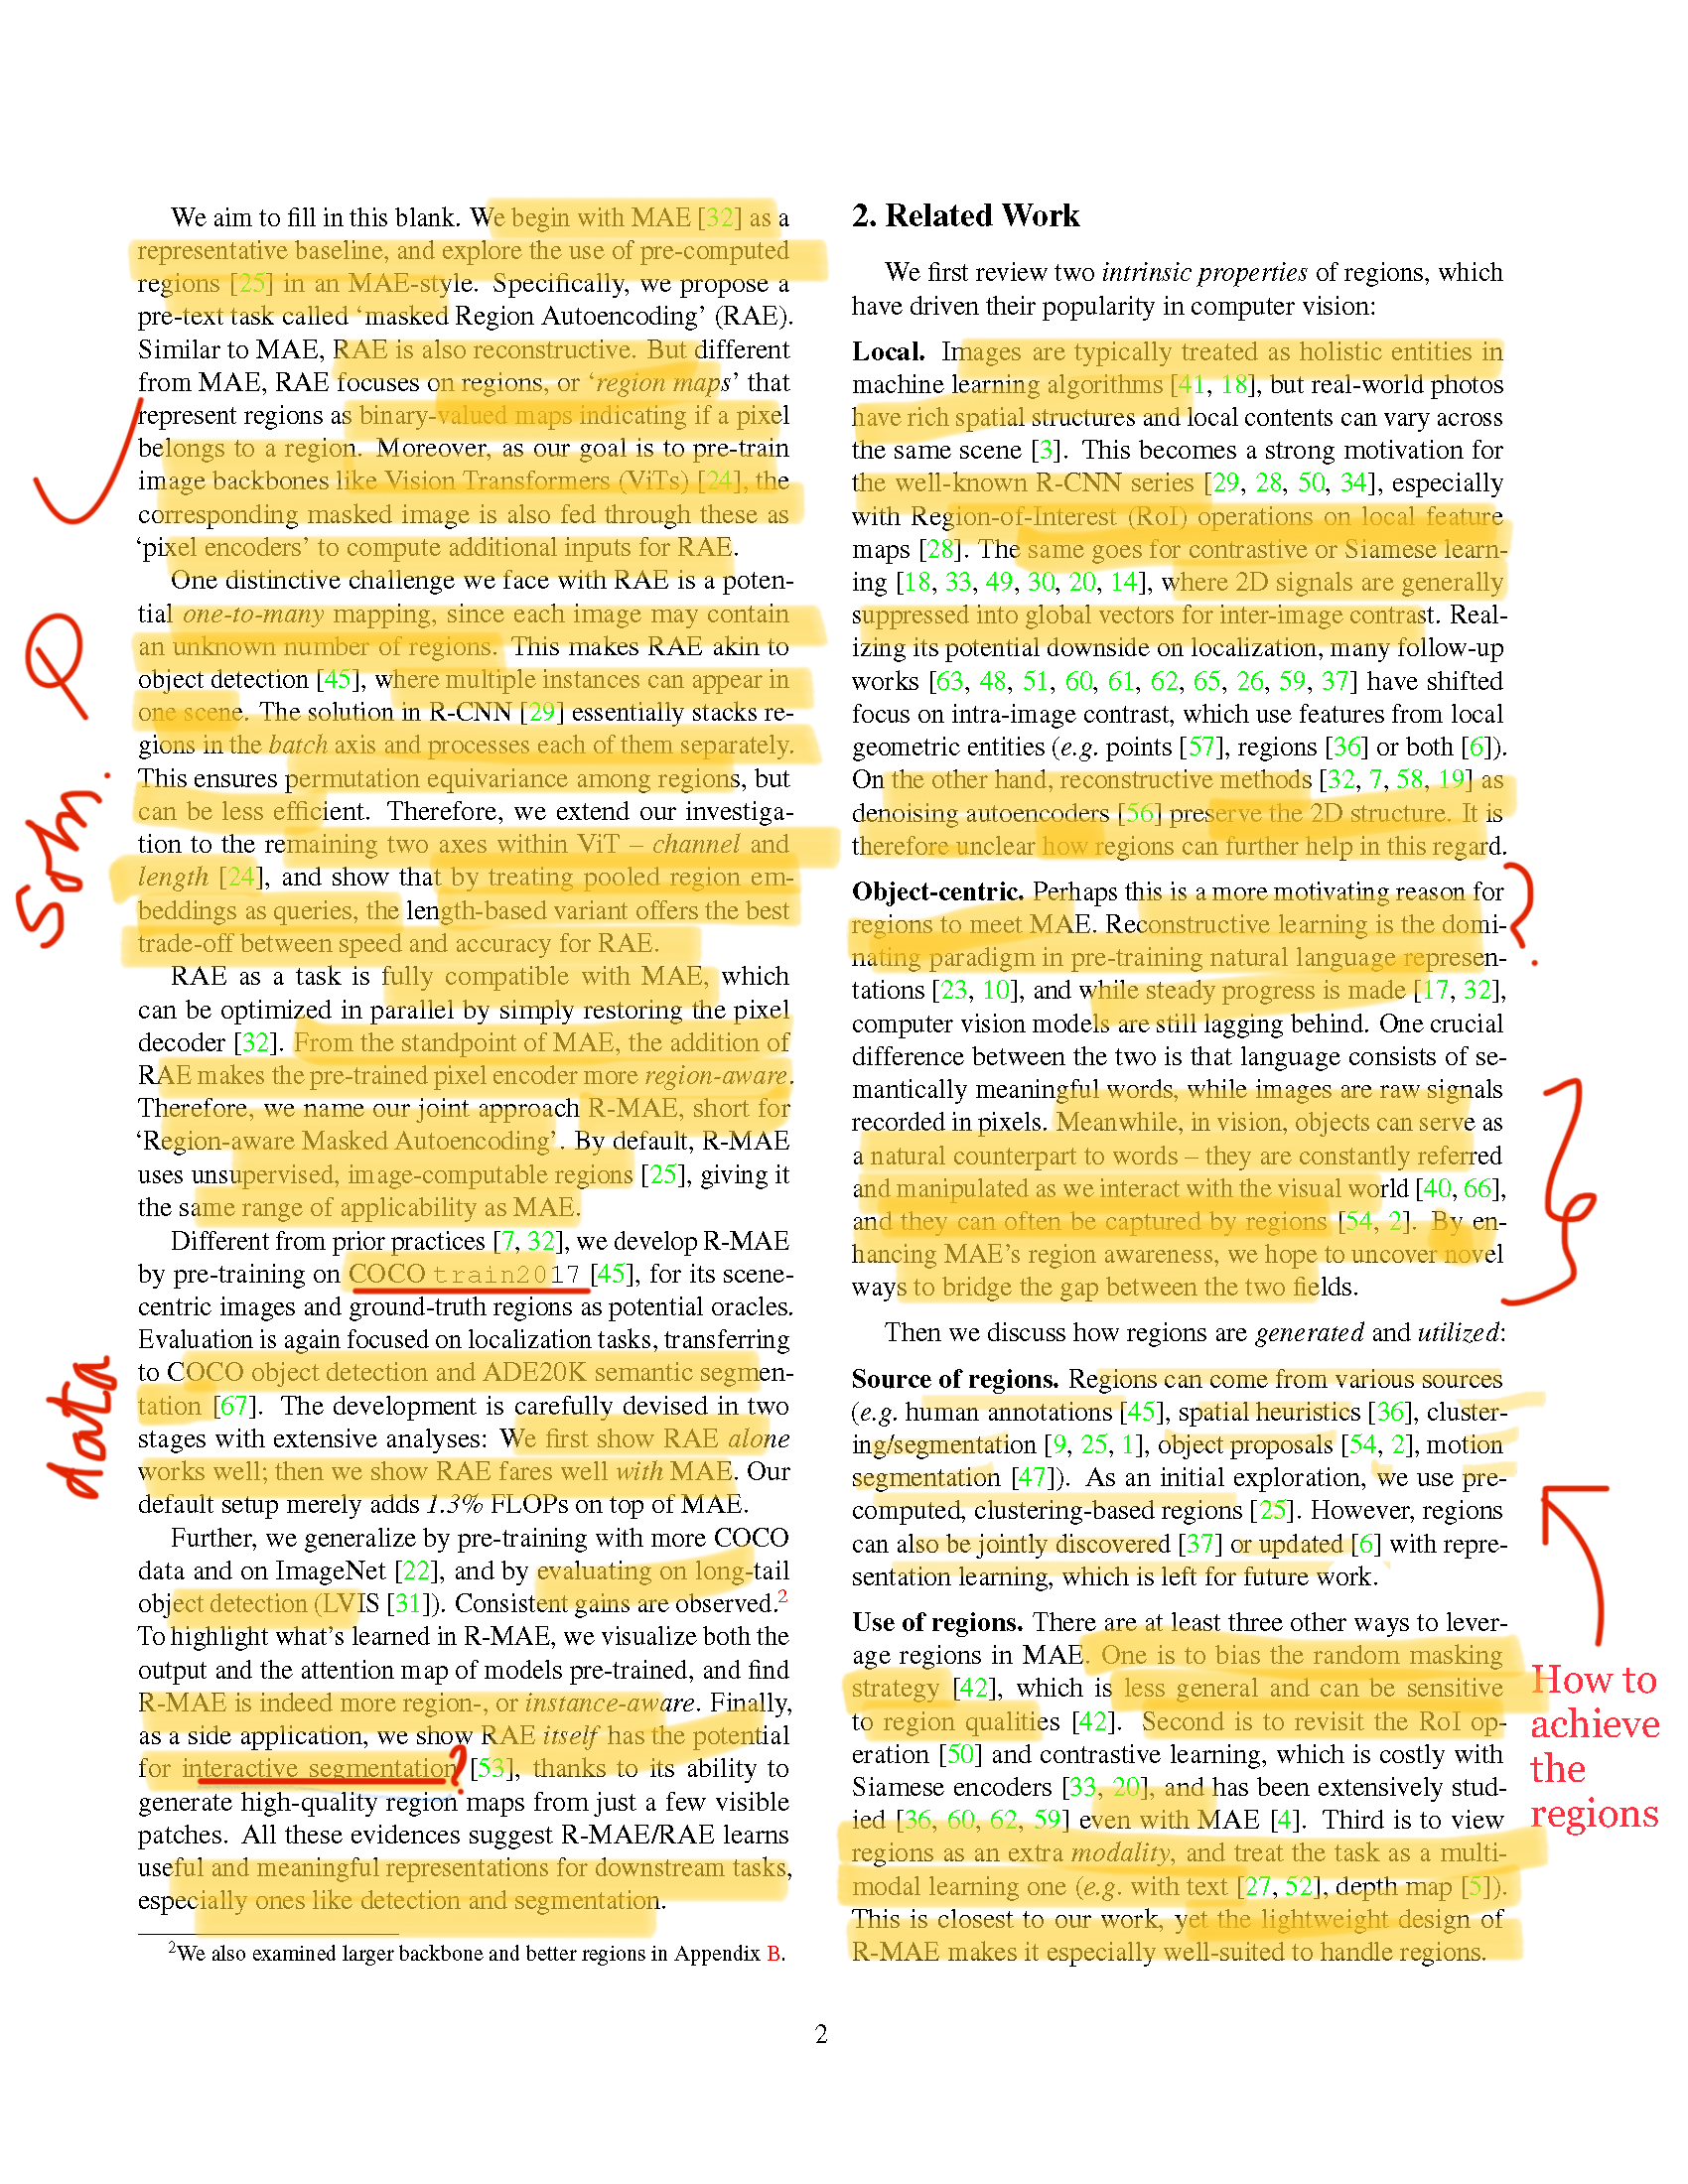 We aim to fill in this blank. We begin with MAE [32] as a
representative baseline, and explore the use of pre-computed
regions [25] in an MAE-style. Specifically, we propose a
pre-text task called ‘masked Region Autoencoding’ (RAE).
Similar to MAE, RAE is also reconstructive. But different
from MAE, RAE focuses on regions, or ‘region maps’ that
represent regions as binary-valued maps indicating if a pixel
belongs to a region. Moreover, as our goal is to pre-train
image backbones like Vision Transformers (ViTs) [24], the
corresponding masked image is also fed through these as
‘pixel encoders’ to compute additional inputs for RAE.
One distinctive challenge we face with RAE is a poten-
tial one-to-many mapping, since each image may contain
an unknown number of regions. This makes RAE akin to
object detection [45], where multiple instances can appear in
one scene. The solution in R-CNN [29] essentially stacks re-
gions in the batch axis and processes each of them separately.
This ensures permutation equivariance among regions, but
can be less efficient. Therefore, we extend our investiga-
tion to the remaining two axes within ViT – channel and
length [24], and show that by treating pooled region em-
beddings as queries, the length-based variant offers the best
trade-off between speed and accuracy for RAE.
RAE as a task is fully compatible with MAE, which
can be optimized in parallel by simply restoring the pixel
decoder [32]. From the standpoint of MAE, the addition of
RAE makes the pre-trained pixel encoder more region-aware.
Therefore, we name our joint approach R-MAE, short for
‘Region-aware Masked Autoencoding’. By default, R-MAE
uses unsupervised, image-computable regions [25], giving it
the same range of applicability as MAE.
Different from prior practices [7, 32], we develop R-MAE
by pre-training on COCO train2017 [45], for its scene-
centric images and ground-truth regions as potential oracles.
Evaluation is again focused on localization tasks, transferring
to COCO object detection and ADE20K semantic segmen-
tation [67]. The development is carefully devised in two
stages with extensive analyses: We first show RAE alone
works well; then we show RAE fares well with MAE. Our
default setup merely adds 1.3% FLOPs on top of MAE.
Further, we generalize by pre-training with more COCO
data and on ImageNet [22], and by evaluating on long-tail
object detection (LVIS [31]). Consistent gains are observed.2
To highlight what’s learned in R-MAE, we visualize both the
output and the attention map of models pre-trained, and find
R-MAE is indeed more region-, or instance-aware. Finally,
as a side application, we show RAE itself has the potential
for interactive segmentation ? [53], thanks to its ability to
generate high-quality region maps from just a few visible
patches. All these evidences suggest R-MAE/RAE learns
useful and meaningful representations for downstream tasks,
especially ones like detection and segmentation.
2We also examined larger backbone and better regions in Appendix B.
data
2. Related Work
We first review two intrinsic properties of regions, which
have driven their popularity in computer vision:
Local. Images are typically treated as holistic entities in
machine learning algorithms [41, 18], but real-world photos
have rich spatial structures and local contents can vary across
the same scene [3]. This becomes a strong motivation for
the well-known R-CNN series [29, 28, 50, 34], especially
with Region-of-Interest (RoI) operations on local feature
maps [28]. The same goes for contrastive or Siamese learn-
ing [18, 33, 49, 30, 20, 14], where 2D signals are generally
suppressed into global vectors for inter-image contrast. Real-
izing its potential downside on localization, many follow-up
works [63, 48, 51, 60, 61, 62, 65, 26, 59, 37] have shifted
focus on intra-image contrast, which use features from local
geometric entities (e.g. points [57], regions [36] or both [6]).
On the other hand, reconstructive methods [32, 7, 58, 19] as
denoising autoencoders [56] preserve the 2D structure. It is
therefore unclear how regions can further help in this regard.
Object-centric. Perhaps this is a more motivating reason for
regions to meet MAE. Reconstructive learning is the domi-
nating paradigm in pre-training natural language represen-
tations [23, 10], and while steady progress is made [17, 32],
computer vision models are still lagging behind. One crucial
difference between the two is that language consists of se-
mantically meaningful words, while images are raw signals
recorded in pixels. Meanwhile, in vision, objects can serve as
a natural counterpart to words – they are constantly referred
and manipulated as we interact with the visual world [40, 66],
and they can often be captured by regions [54, 2]. By en-
hancing MAE’s region awareness, we hope to uncover novel
ways to bridge the gap between the two fields.
?
Then we discuss how regions are generated and utilized:
Source of regions. Regions can come from various sources
(e.g. human annotations [45], spatial heuristics [36], cluster-
ing/segmentation [9, 25, 1], object proposals [54, 2], motion
segmentation [47]). As an initial exploration, we use pre-
computed, clustering-based regions [25]. However, regions
can also be jointly discovered [37] or updated [6] with repre-
sentation learning, which is left for future work.
Use of regions. There are at least three other ways to lever-
age regions in MAE. One is to bias the random masking
strategy [42], which is less general and can be sensitive
to region qualities [42]. Second is to revisit the RoI op-
eration [50] and contrastive learning, which is costly with
Siamese encoders [33, 20], and has been extensively stud-
ied [36, 60, 62, 59] even with MAE [4]. Third is to view
regions as an extra modality, and treat the task as a multi-
modal learning one (e.g. with text [27, 52], depth map [5]).
This is closest to our work, yet the lightweight design of
R-MAE makes it especially well-suited to handle regions.
How to
achieve
the
regions
2